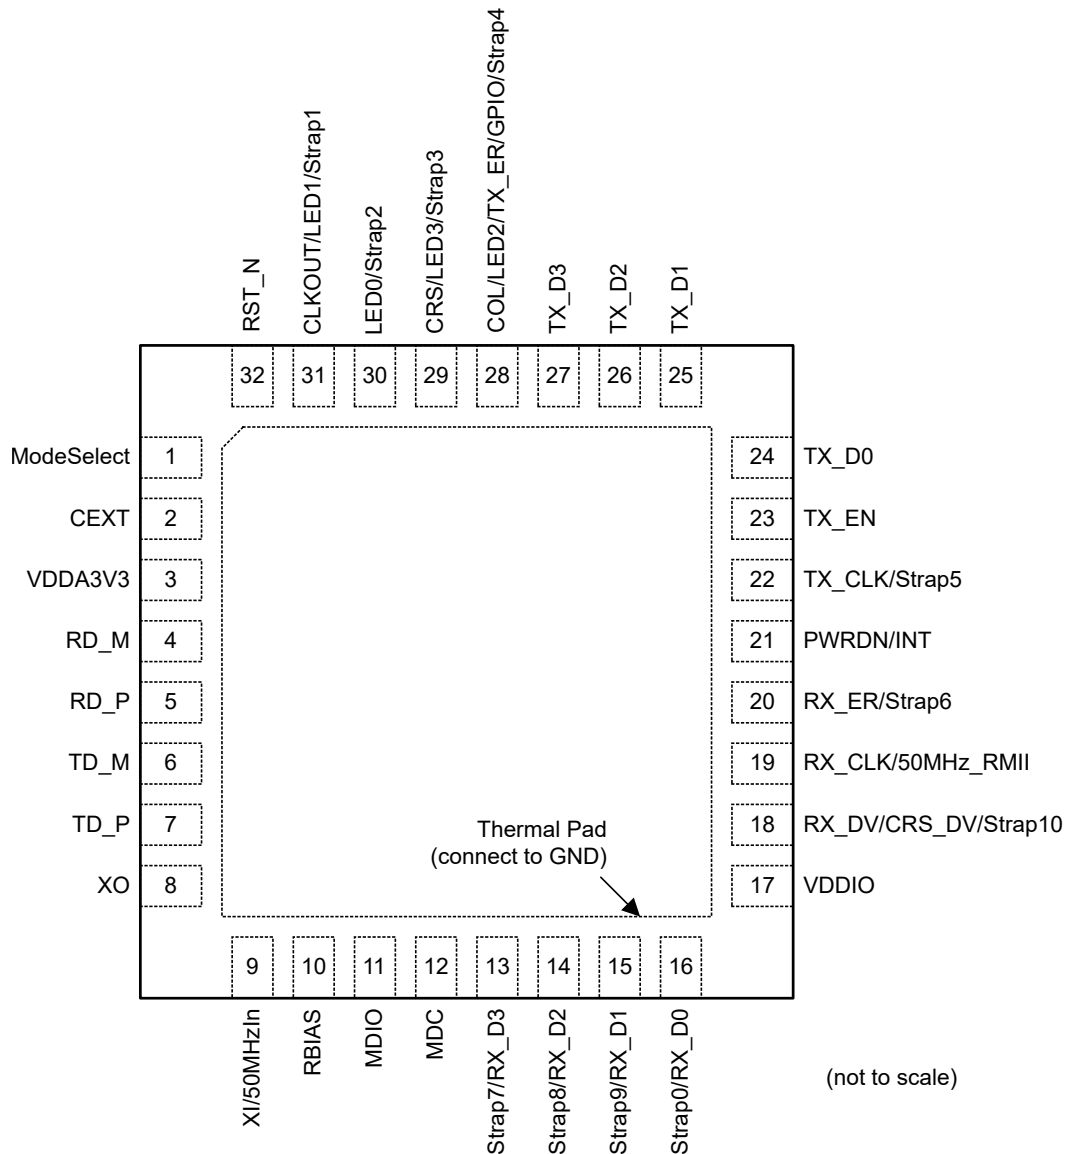 RST_N
CLKOUT/LED1/Strap1
LED0/Strap2
CRS/LED3/Strap3
COL/LED2/TX_ER/GPIO/Strap4
TX_D3
TX_D2
TX_D1
32
31
30
29
28
27
26
25
ModeSelect 1
CEXT 2
VDDA3V3 3
RD_M 4
RD_P 5
TD_M 6
TD_P 7
XO 8
24 TX_D0
23 TX_EN
22 TX_CLK/Strap5
21 PWRDN/INT
20 RX_ER/Strap6
19 RX_CLK/50MHz_RMII
18 RX_DV/CRS_DV/Strap10
17 VDDIO
Thermal Pad
(connect to GND)
9
10
11
12
13
14
15
16
XI/50MHzIn
RBIAS
MDIO
MDC
Strap7/RX_D3
Strap8/RX_D2
Strap9/RX_D1
Strap0/RX_D0
(not to scale)